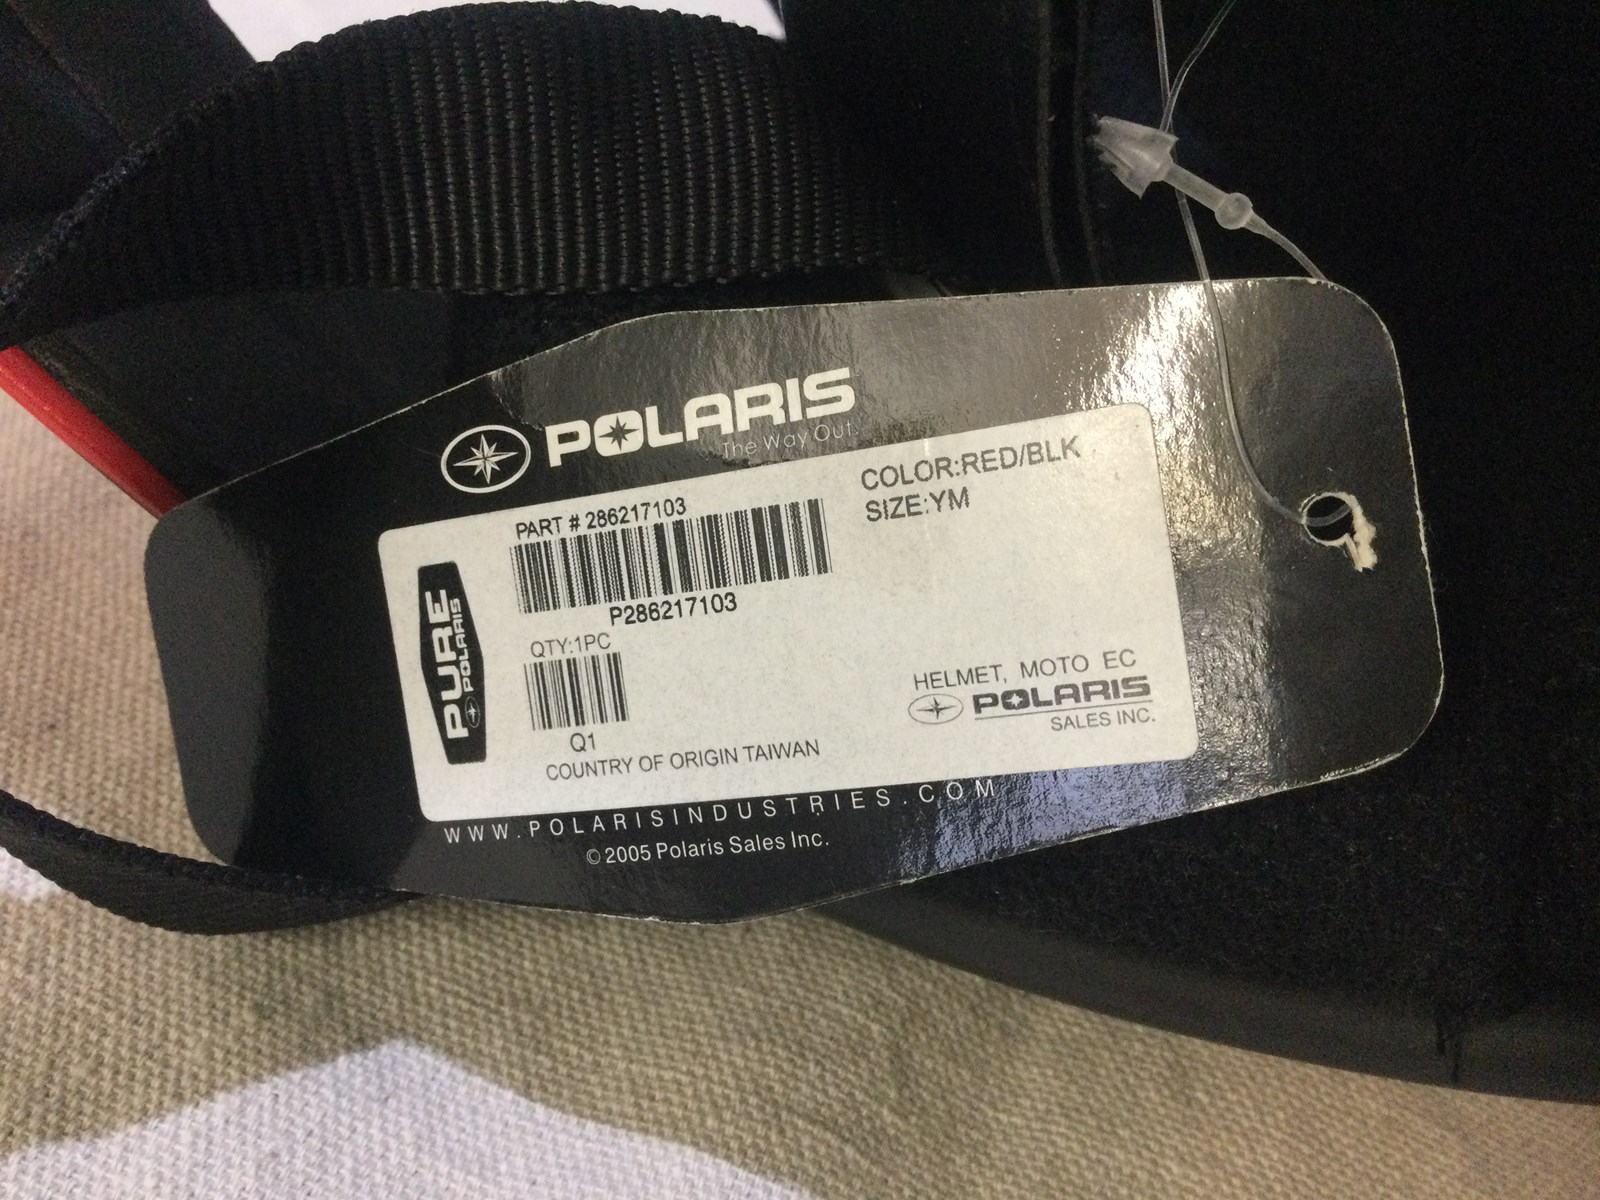 POLARIS
The Way Out.
PART # 286217103
P286217103
COLOR:RED/BLK
SIZE:YM
PURE
POLARIS
QTY:1PC
Q1
COUNTRY OF ORIGIN TAIWAN
HELMET, MOTO EC
POLARIS
SALES INC.
WWW.POLARISINDUSTRIES.COM
©2005 Polaris Sales Inc.